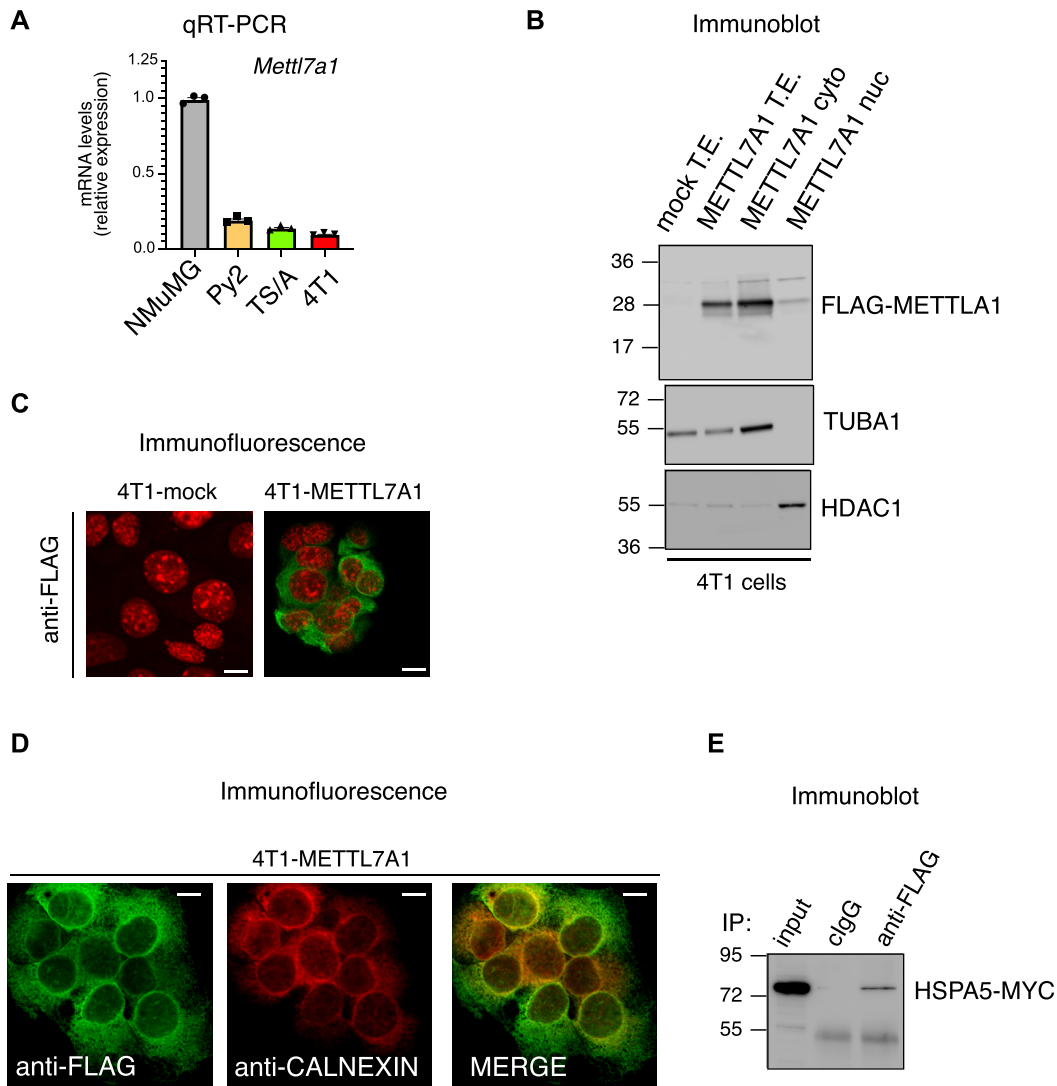 A
qRT-PCR
Mettl7a1
mRNA levels
(relative expression)
1.25
1.0
0.5
0.0
NMuMG
Py2
TS/A
4T1
B
Immunoblot
mock T.E.
METTL7A1 T.E.
METTL7A1 cyto
METTL7A1 nuc
36
28
17
FLAG-METTLA1
72
55
TUBA1
55
36
HDAC1
4T1 cells
C
Immunofluorescence
4T1-mock
4T1-METTL7A1
anti-FLAG
D
Immunofluorescence
4T1-METTL7A1
anti-FLAG
anti-CALNEXIN
MERGE
E
Immunoblot
IP:
input
cIgG
anti-FLAG
95
72
55
HSPA5-MYC